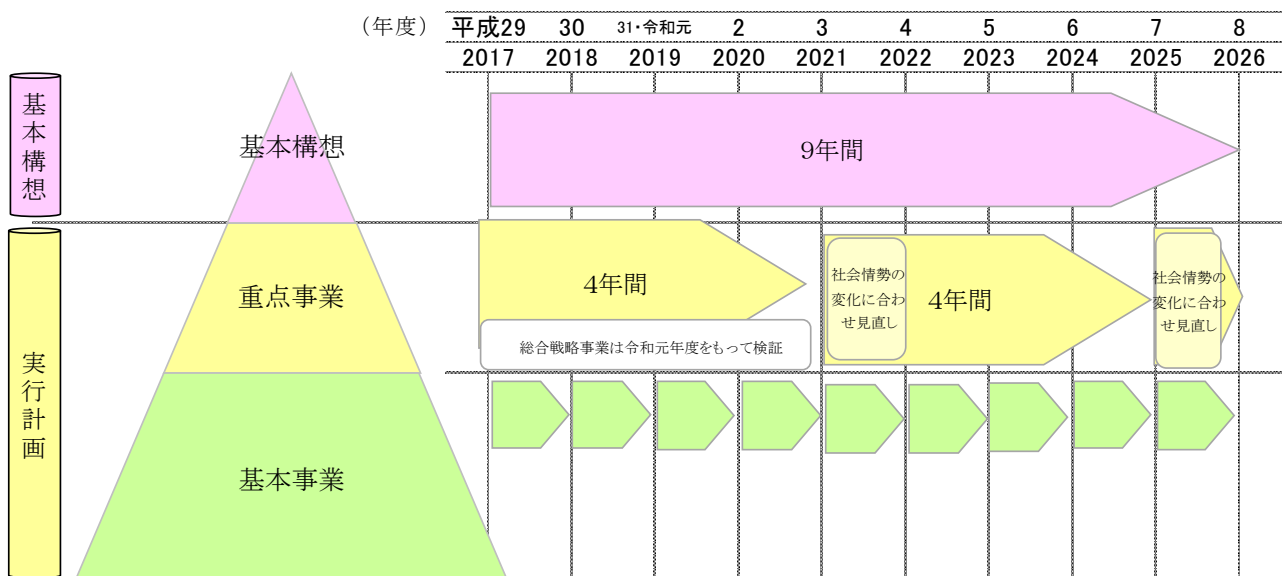 （年度） 平成29 30 31・令和元 2 3 4 5 6 7 8
2017 2018 2019 2020 2021 2022 2023 2024 2025 2026
基本構想
基本構想
9年間
実行計画
重点事業
4年間
総合戦略事業は令和元年度をもって検証
社会情勢の
変化に合わ
せ見直し
4年間
社会情勢の
変化に合わ
せ見直し
基本事業